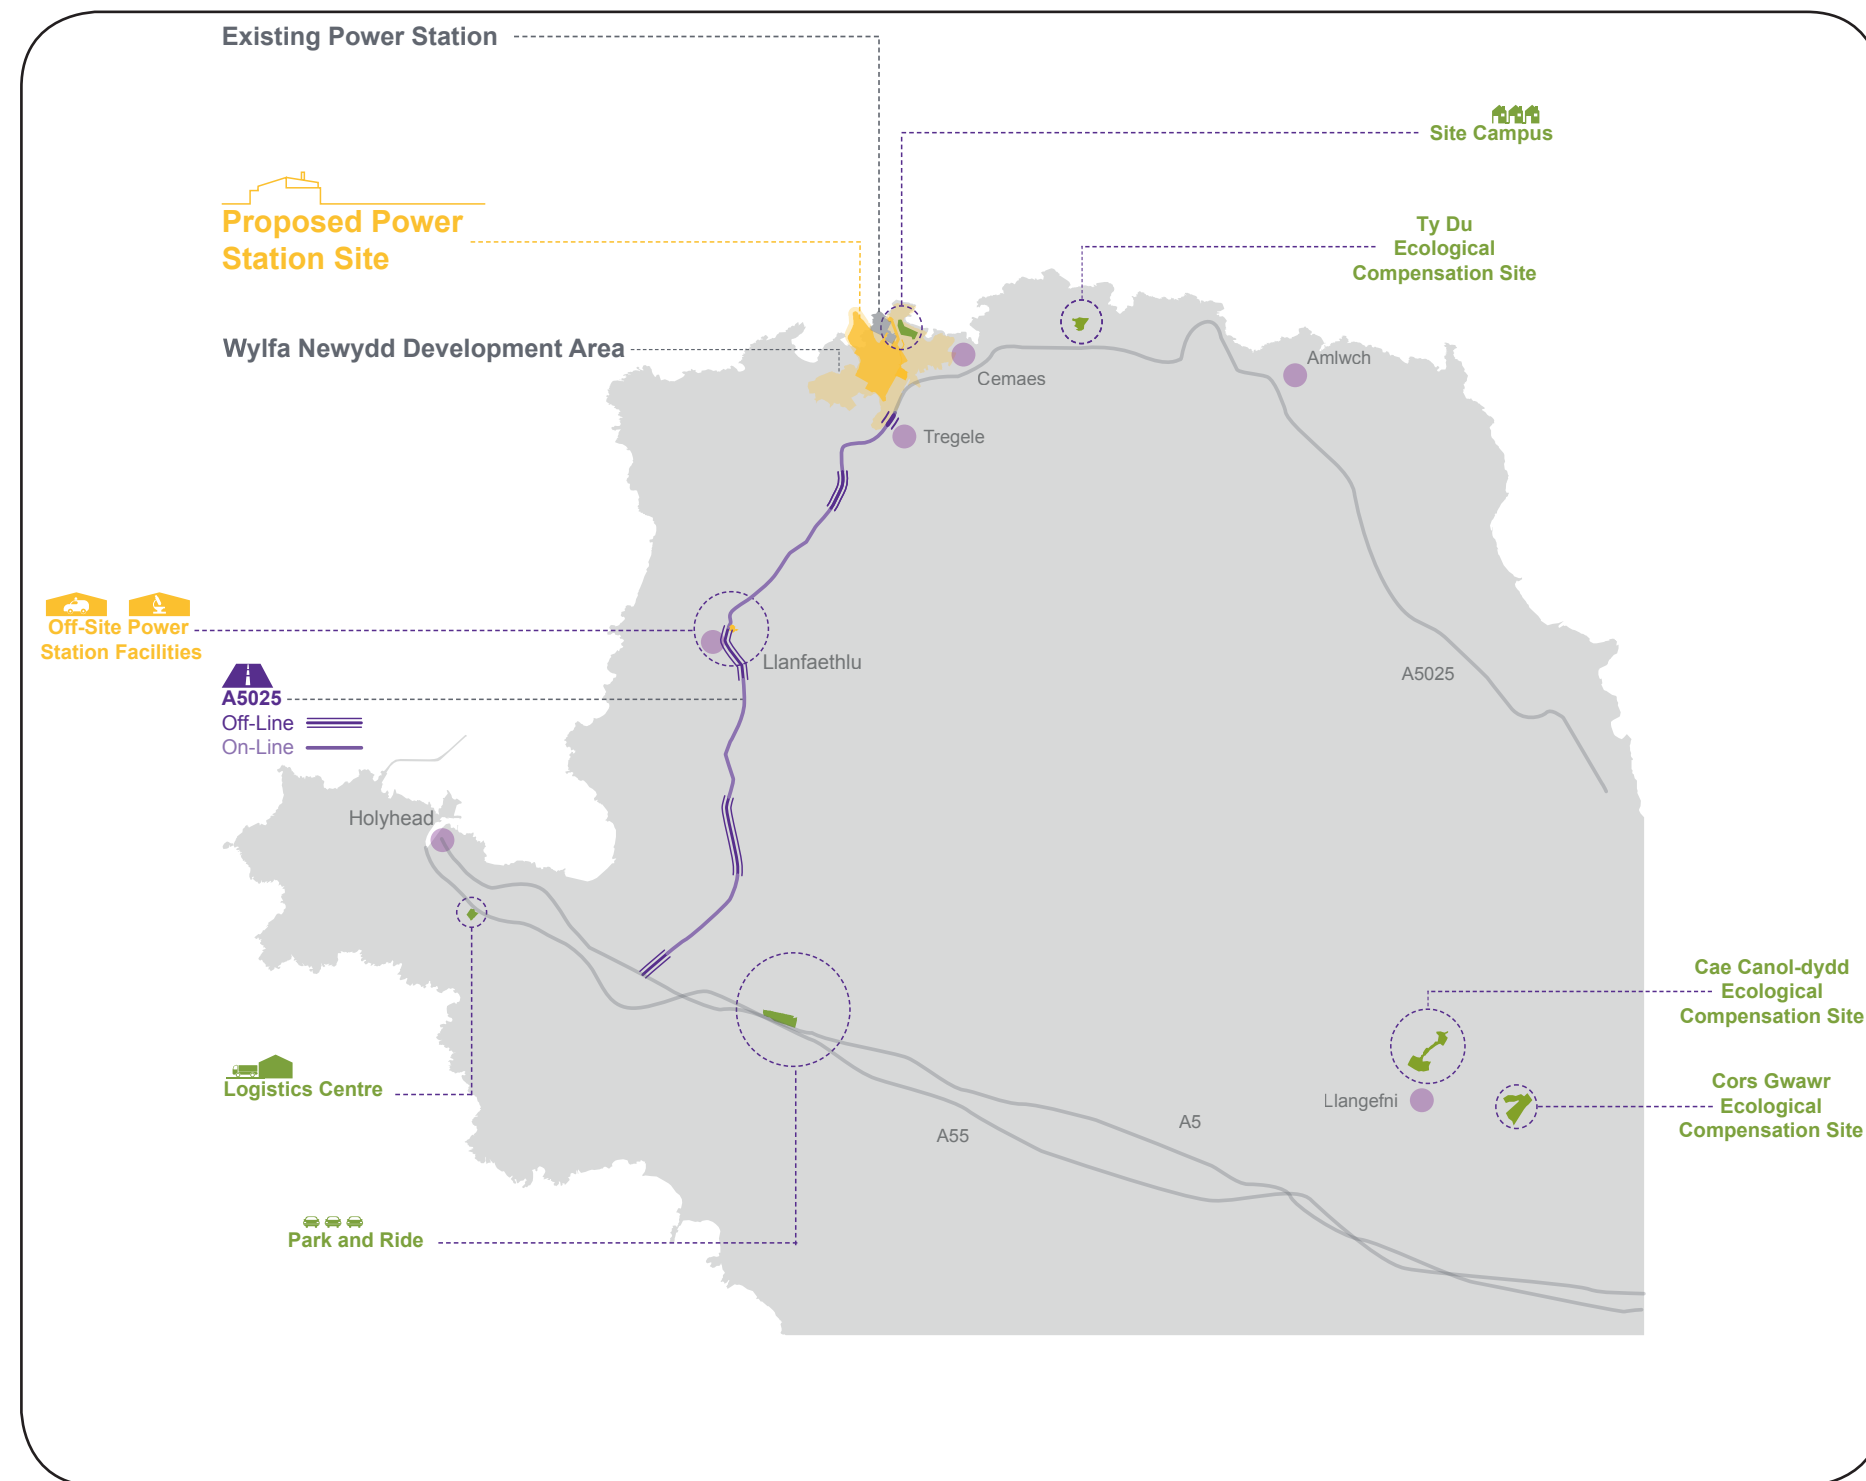 Existing Power Station
Site Campus
Proposed Power
Station Site
Ty Du
Ecological
Compensation Site
Wylfa Newydd Development Area
Amlwch
Cemaes
Tregele
Off-Site Power
Station Facilities
Llanfaethlu
A5025
A5025
Off-Line
On-Line
Holyhead
Cae Canol-dydd
Ecological
Compensation Site
Logistics Centre
Llangefni
Cors Gwawr
Ecological
Compensation Site
A5
A55
Park and Ride